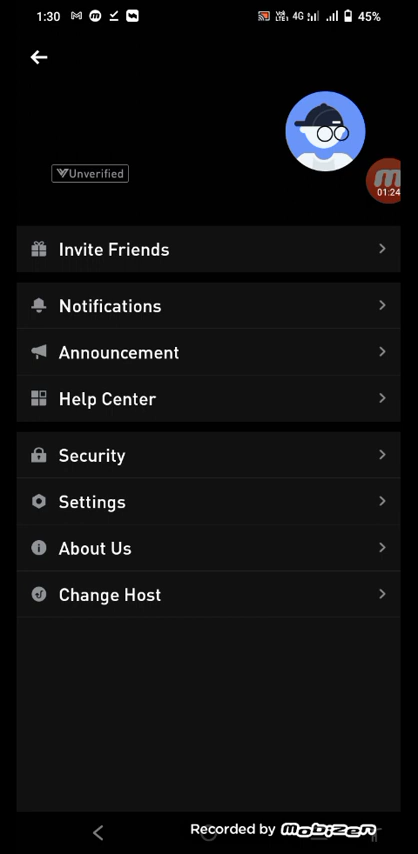 1:30 4G 45%
Unverified
01:24
Invite Friends
Notifications
Announcement
Help Center
Security
Settings
About Us
Change Host
Recorded by mobizen